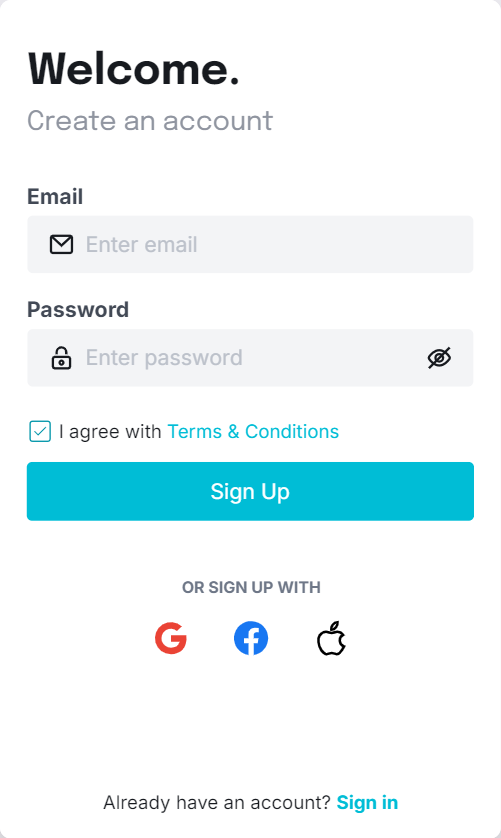 Welcome.
Create an account
Email
Enter email
Password
Enter password
I agree with Terms & Conditions
Sign Up
OR SIGN UP WITH
Already have an account? Sign in